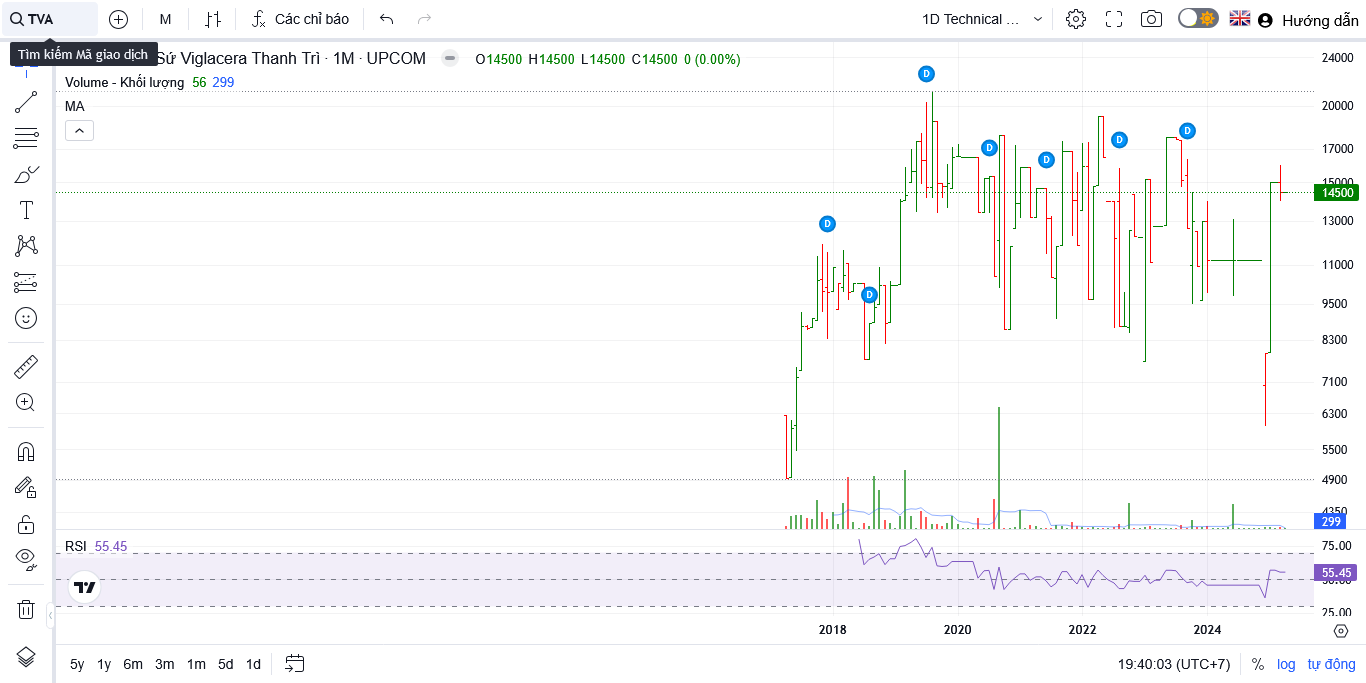 TVA
M
Các chỉ báo
1D Technical ...
Hướng dẫn
Tìm kiếm Mã giao dịch
Sứ Viglacera Thanh Trì · 1M · UPCOM
O14500 H14500 L14500 C14500 0 (0.00%)
Volume - Khối lượng 56 299
MA
D
D
D
D
D
D
D
24000
20000
17000
15000
14500
13000
11000
9500
8300
7100
6300
5500
4900
4350
299
RSI 55.45
75.00
55.45
50.00
25.00
2018
2020
2022
2024
5y 1y 6m 3m 1m 5d 1d
19:40:03 (UTC+7)
%
log
tự động